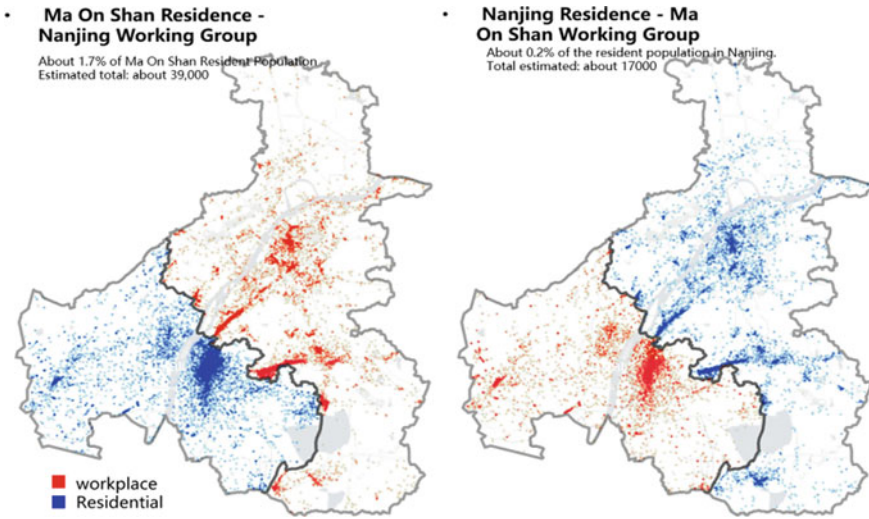 • Ma On Shan Residence -
Nanjing Working Group
About 1.7% of Ma On Shan Resident Population
Estimated total: about 39,000
• Nanjing Residence - Ma
On Shan Working Group
About 0.2% of the resident population in Nanjing.
Total estimated: about 17000
workplace
Residential